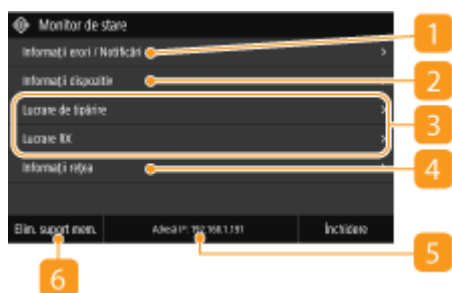 Monitor de stare
Informații erori / Notificări
1
Informații dispozitiv
2
Lucrare de tipărire
Lucrare RX
3
Informații rețea
4
Elim. suport mem.
Adresă IP: 192.168.1.191
Închidere
5
6